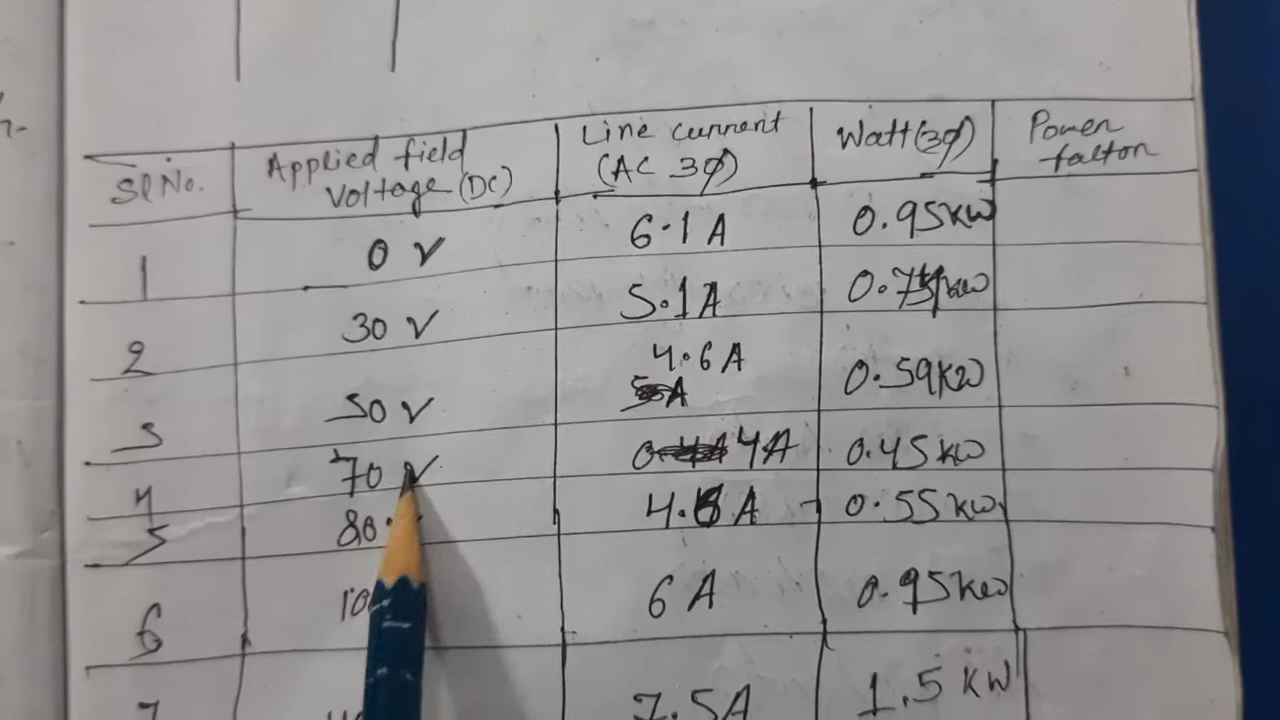 Sl No.
Applied field
Voltage (DC)
Line current
(AC 3φ)
Watt(3φ)
Power
factor
1
0 V
6.1 A
0.95 kW
2
30 V
5.1 A
3
50 V
4.6 A
0.59 kW
4
70 V
4A
0.45 kW
5
80
A
0.55 kW
6
10
6 A
0.95 kW
7
7.5A
1.5 kW